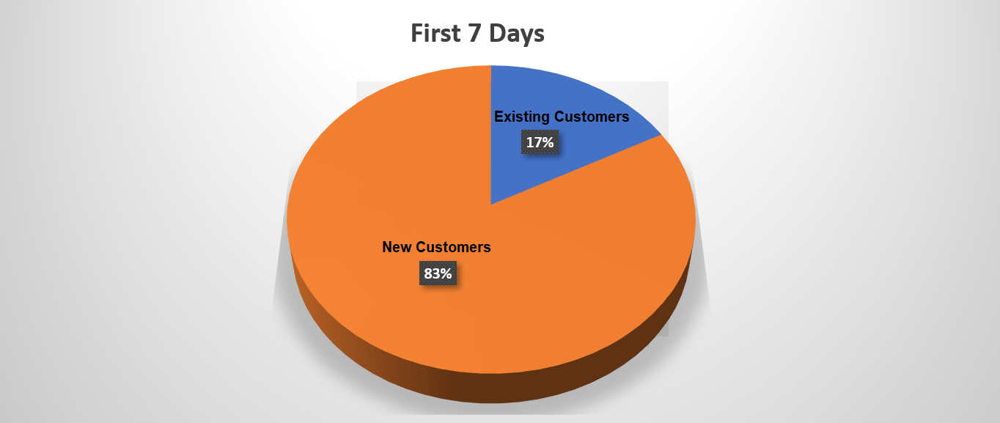 First 7 Days
Existing Customers
17%
New Customers
83%